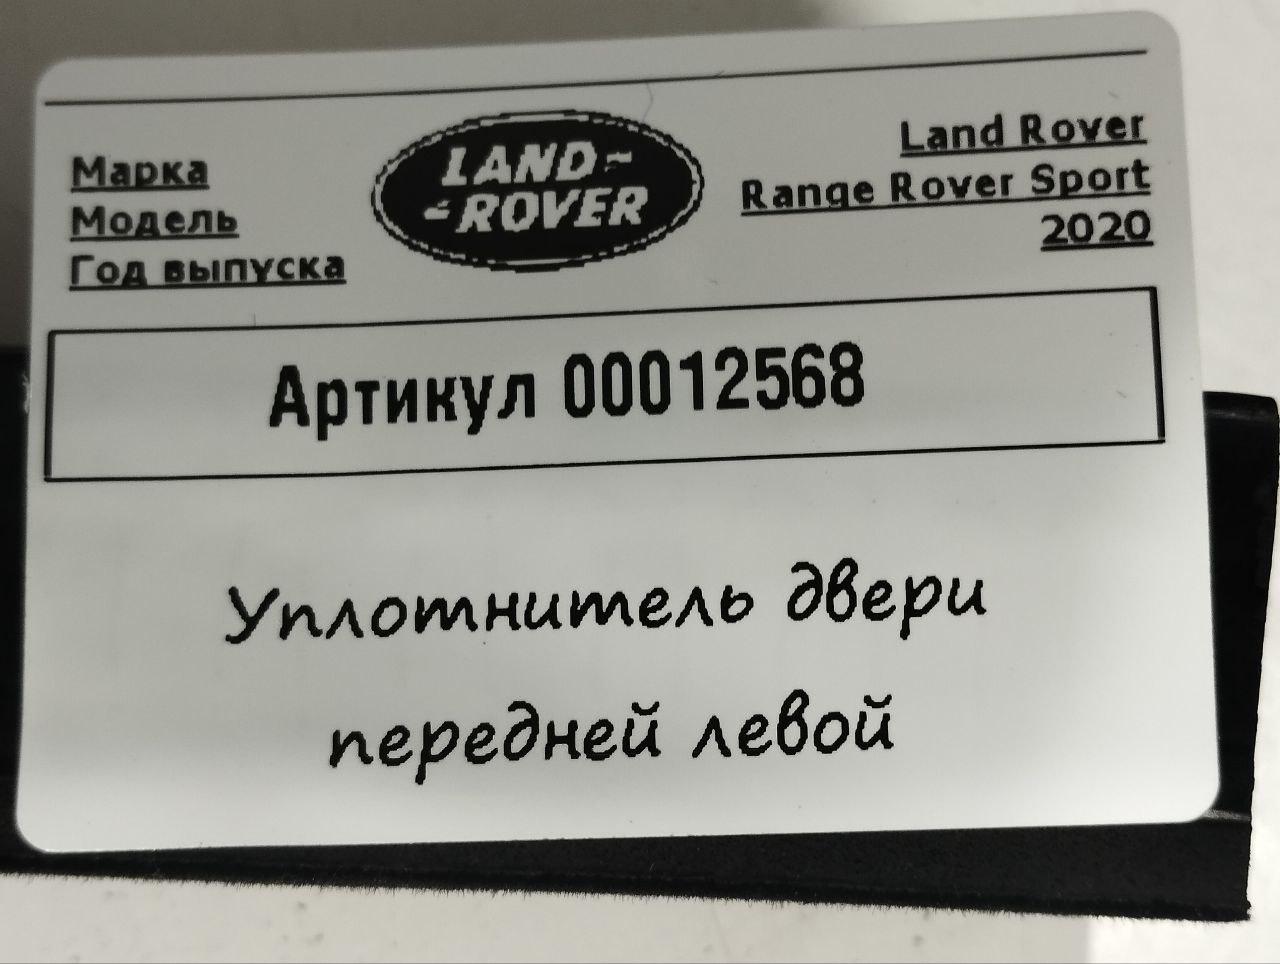 Марка
Модель
Год выпуска
LAND-
-ROVER
Land Rover
Range Rover Sport
2020
Артикул 00012568
Уплотнитель двери
передней левой